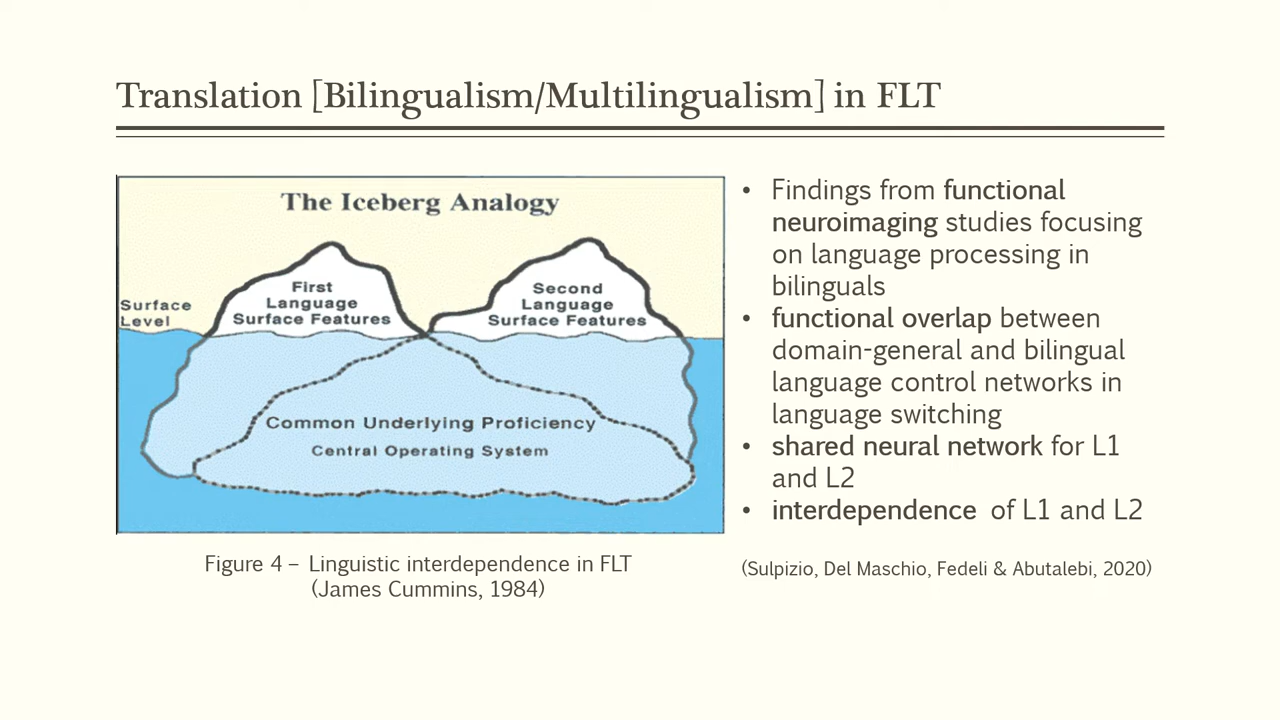 Translation [Bilingualism/Multilingualism] in FLT
The Iceberg Analogy
Surface
Level
First
Language
Surface Features
Second
Language
Surface Features
Common Underlying Proficiency
Central Operating System
Figure 4 – Linguistic interdependence in FLT
(James Cummins, 1984)
• Findings from functional
neuroimaging studies focusing
on language processing in
bilinguals
• functional overlap between
domain-general and bilingual
language control networks in
language switching
• shared neural network for L1
and L2
• interdependence of L1 and L2
(Sulpizio, Del Maschio, Fedeli & Abutalebi, 2020)